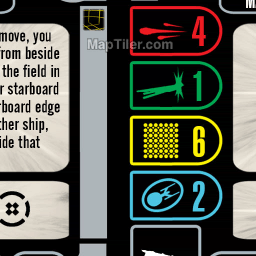 move, you
from beside
the field in
r starboard
rboard edge
ther ship,
ide that
MapTiler.com
4
1
6
2